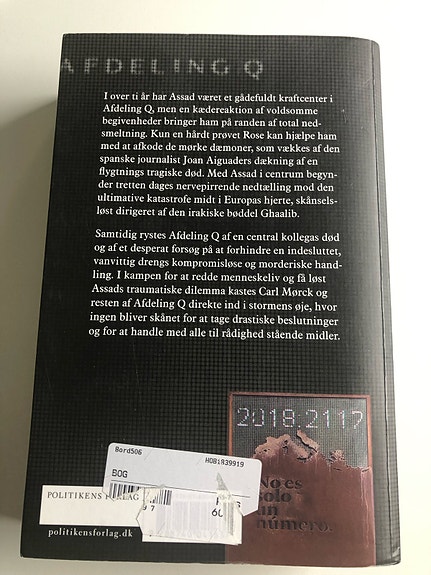 AFDELING Q
I over ti år har Assad været et gådefuldt kraftcenter i
Afdeling Q, men en kædereaktion af voldsomme
begivenheder bringer ham på randen af total ned-
smeltning. Kun en hårdt prøvet Rose kan hjælpe ham
med at afkode de mørke dæmoner, som vækkes af den
spanske journalist Joan Aiguaders dækning af en
flygtnings tragiske død. Med Assad i centrum begyn-
der tretten dages nervepirrende nedtælling mod den
ultimative katastrofe midt i Europas hjerte, skånsels-
løst dirigeret af den irakiske bøddel Ghaalib.
Samtidig rystes Afdeling Q af en central kollegas død
og af et desperat forsøg på at forhindre en indesluttet,
vanvittig drengs kompromisløse og morderiske hand-
ling. I kampen for at redde menneskeliv og få løst
Assads traumatiske dilemma kastes Carl Mørck og
resten af Afdeling Q direkte ind i stormens øje, hvor
ingen bliver skånet for at tage drastiske beslutninger
og for at handle med alle til rådighed stående midler.
2018:2117
No es
solo
un
número.
Bord506
HOB1839919
BOG
POLITIKENS FORLAG
97
60
politikensforlag.dk